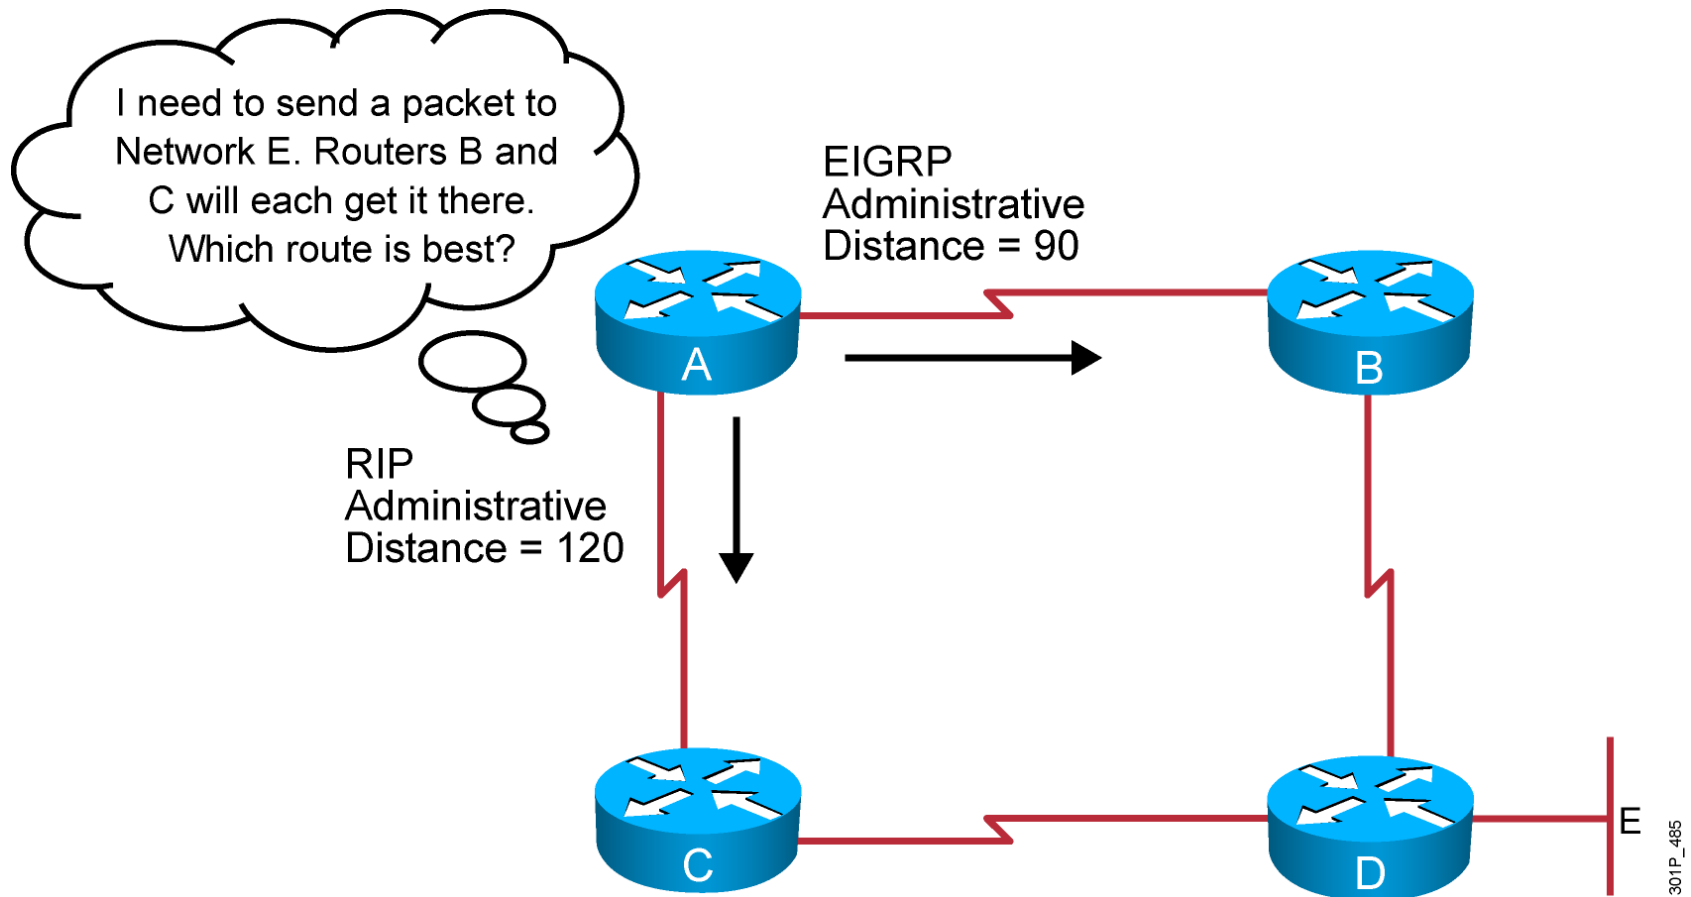 I need to send a packet to
Network E. Routers B and
C will each get it there.
Which route is best?
EIGRP
Administrative
Distance = 90
A
B
RIP
Administrative
Distance = 120
C
D
E
301P_485